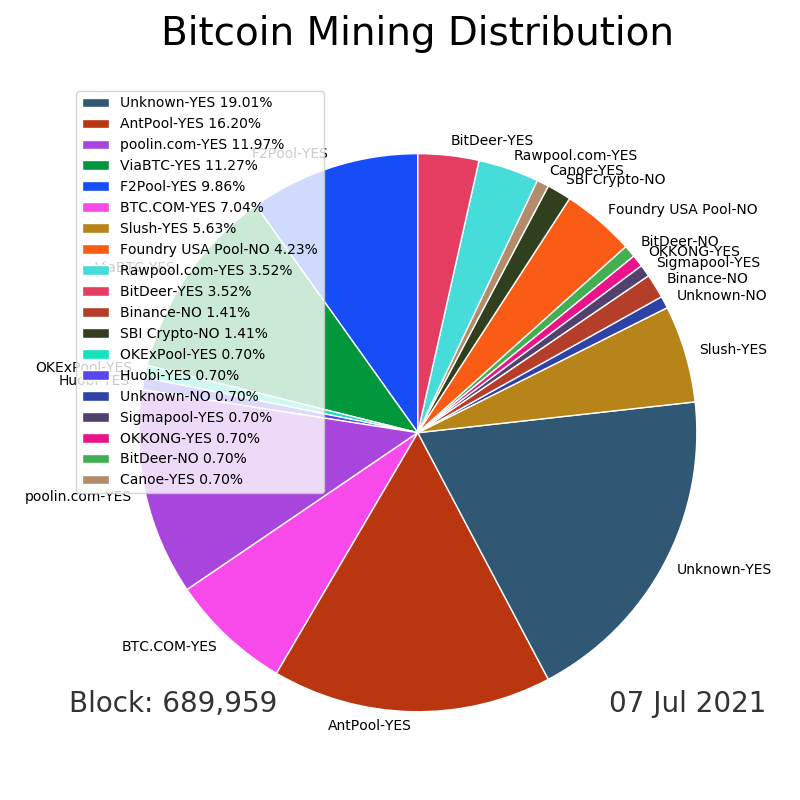 Bitcoin Mining Distribution
Unknown-YES 19.01%
AntPool-YES 16.20%
poolin.com-YES 11.97%
ViaBTC-YES 11.27%
F2Pool-YES 9.86%
BTC.COM-YES 7.04%
Slush-YES 5.63%
Foundry USA Pool-NO 4.23%
Rawpool.com-YES 3.52%
BitDeer-YES 3.52%
Binance-NO 1.41%
SBI Crypto-NO 1.41%
OKExPool-YES 0.70%
Huobi-YES 0.70%
Unknown-NO 0.70%
Sigmapool-YES 0.70%
OKKONG-YES 0.70%
BitDeer-NO 0.70%
Canoe-YES 0.70%
F2Pool-YES
ViaBTC-YES
OKExPool-YES
Huobi-YES
poolin.com-YES
BTC.COM-YES
AntPool-YES
BitDeer-YES
Rawpool.com-YES
Canoe-YES
SBI Crypto-NO
Foundry USA Pool-NO
BitDeer-NO
OKKONG-YES
Sigmapool-YES
Binance-NO
Unknown-NO
Slush-YES
Unknown-YES
Block: 689,959
07 Jul 2021